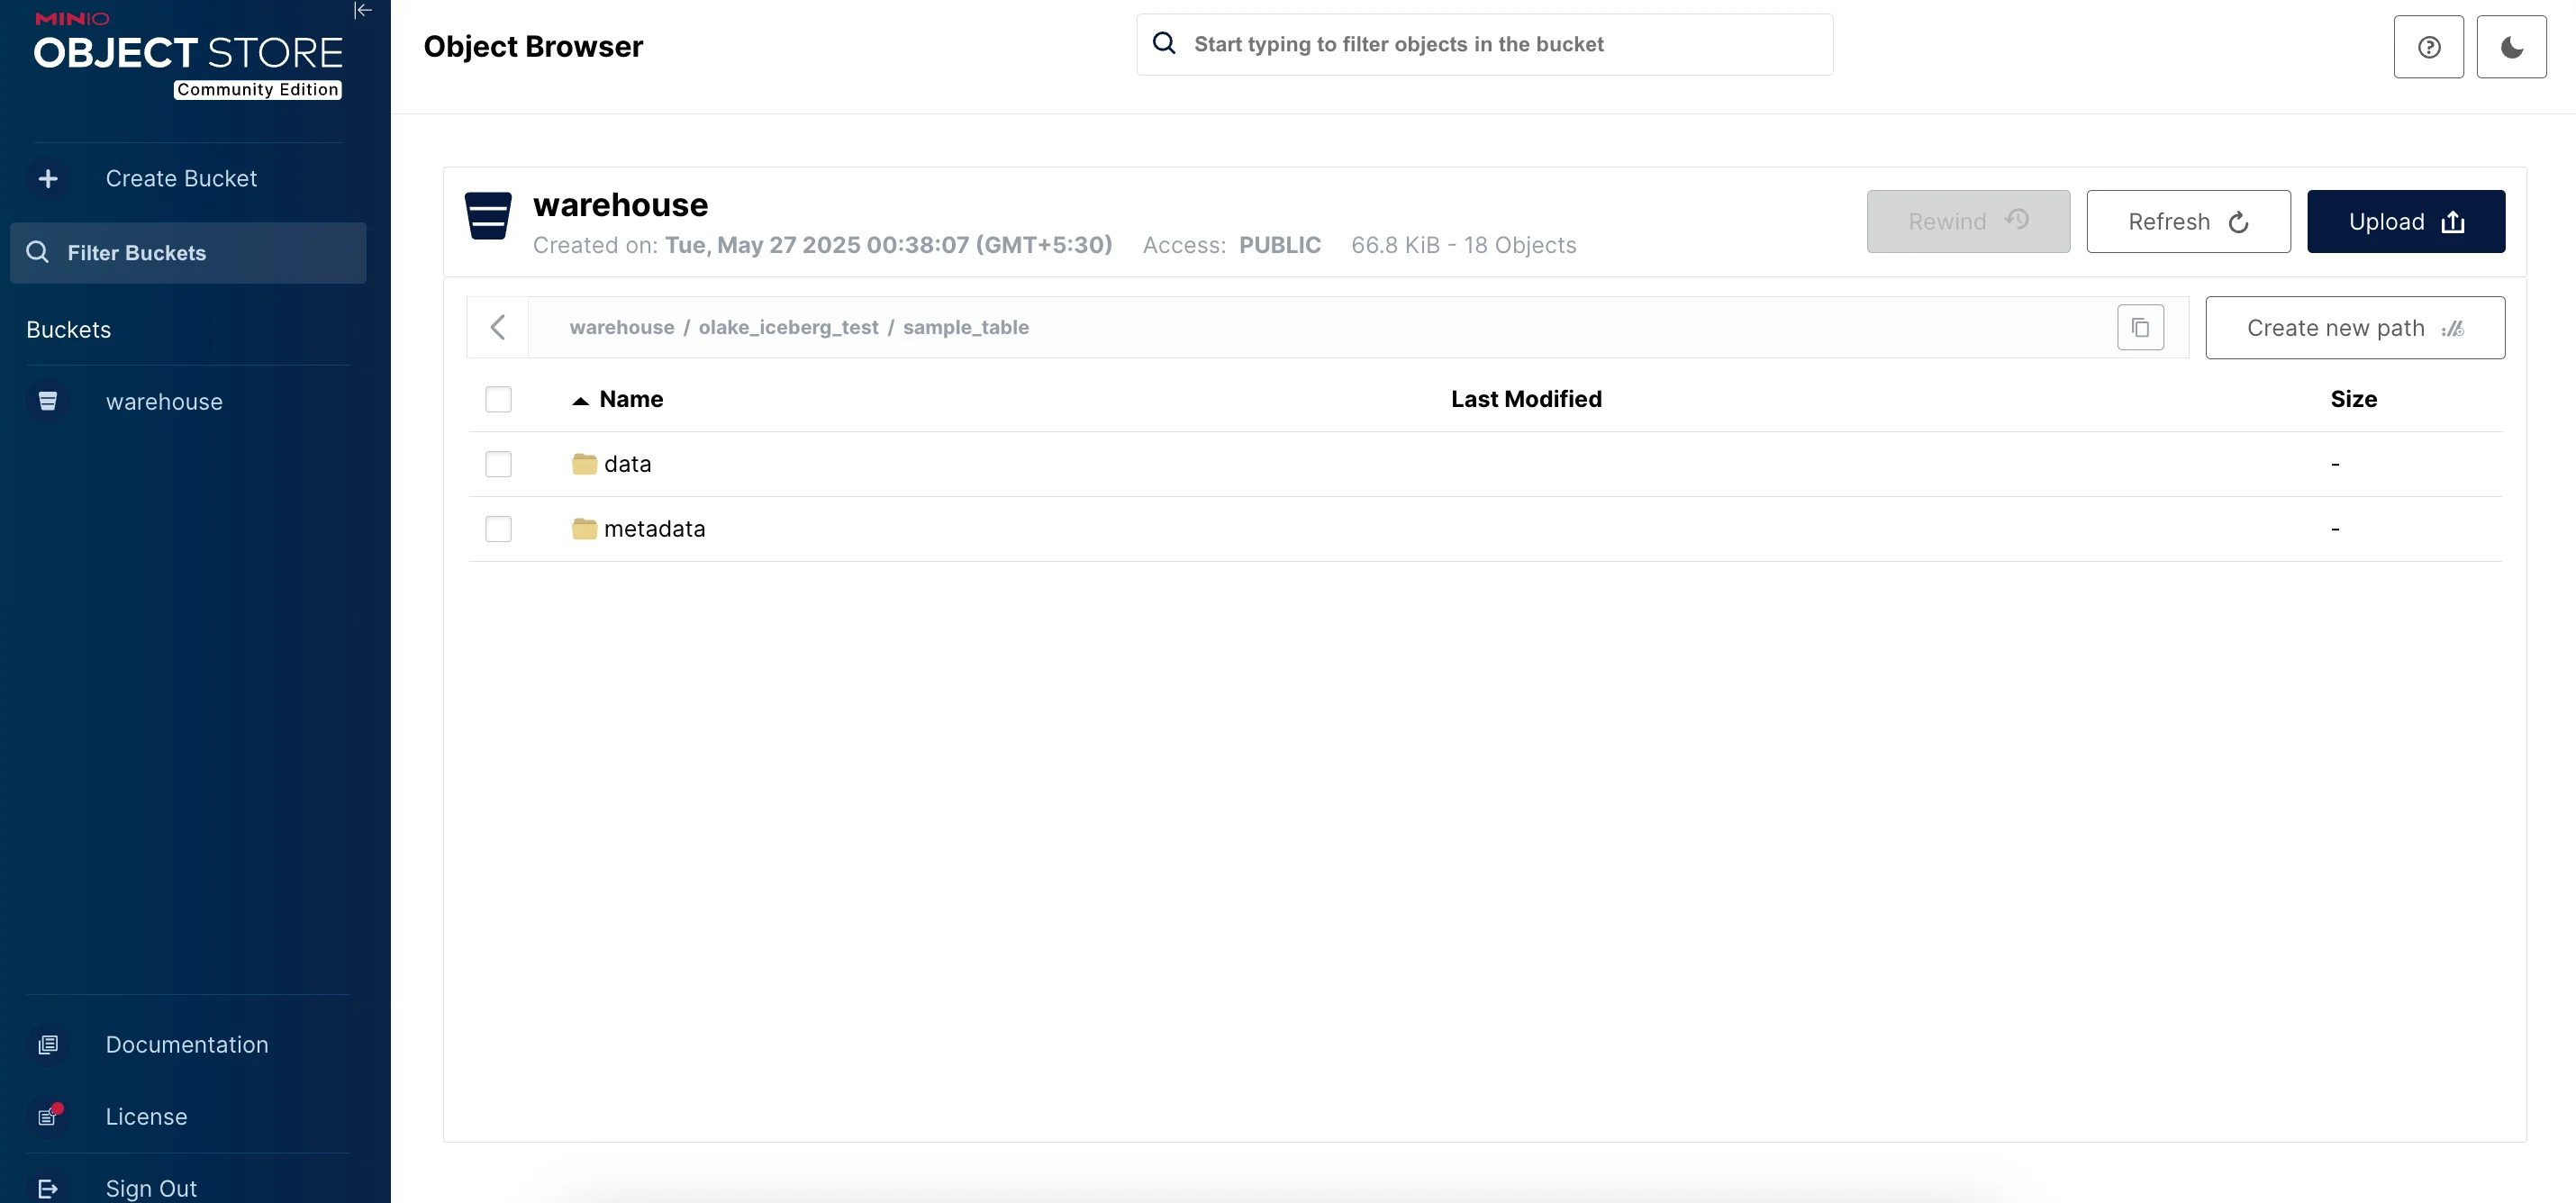 MINIO
OBJECT STORE
Community Edition
Create Bucket
Filter Buckets
Buckets
warehouse
Documentation
License
Sign Out
Object Browser
Start typing to filter objects in the bucket
warehouse
Created on: Tue, May 27 2025 00:38:07 (GMT+5:30) Access: PUBLIC 66.8 KiB - 18 Objects
Rewind
Refresh
Upload
warehouse / olake_iceberg_test / sample_table
Create new path
Name Last Modified Size
data -
metadata -